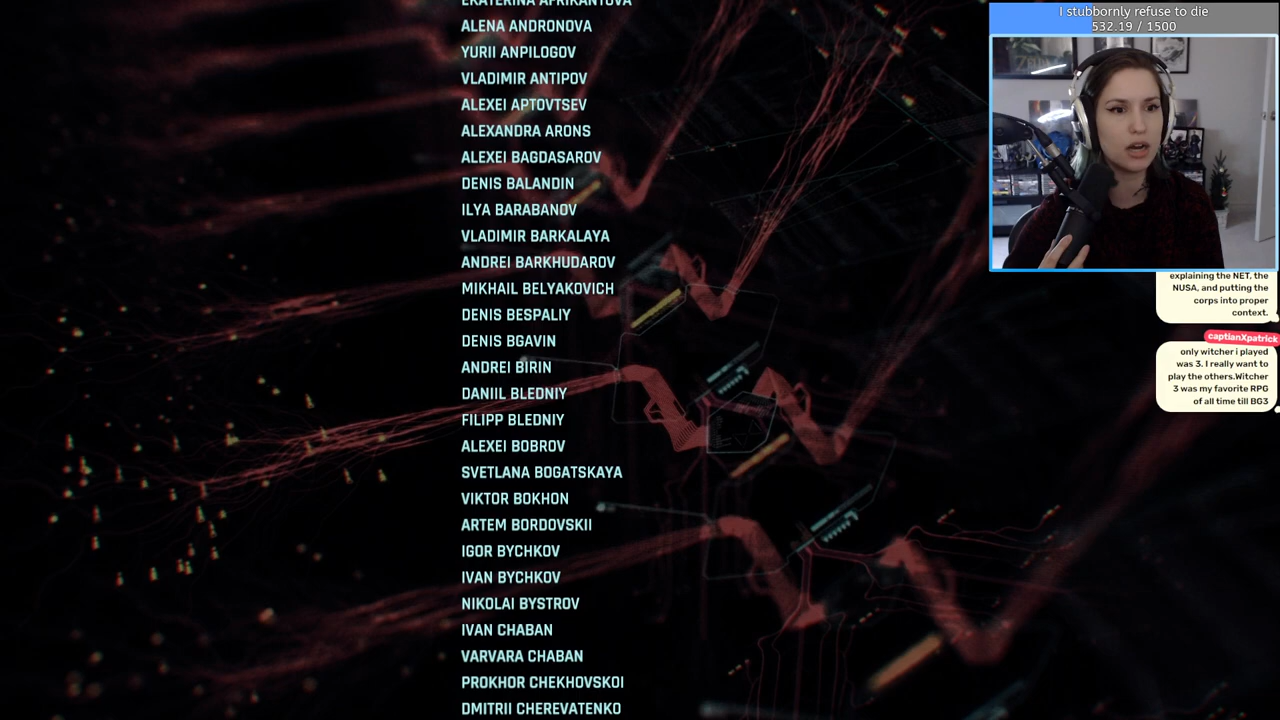 EKATERINA AFRIKANTOVA
ALENA ANDRONOVA
YURII ANPILOGOV
VLADIMIR ANTIPOV
ALEXEI APTOVTSEV
ALEXANDRA ARONS
ALEXEI BAGDASAROV
DENIS BALANDIN
ILYA BARABANOV
VLADIMIR BARKALAYA
ANDREI BARKHUDAROV
MIKHAIL BELYAKOVICH
DENIS BESPALIY
DENIS BGAVIN
ANDREI BIRIN
DANIIL BLEDNIY
FILIPP BLEDNIY
ALEXEI BOBROV
SVETLANA BOGATSKAYA
VIKTOR BOKHON
ARTEM BORDOVSKII
IGOR BYCHKOV
IVAN BYCHKOV
NIKOLAI BYSTROV
IVAN CHABAN
VARVARA CHABAN
PROKHOR CHEKHOVSKOI
DMITRII CHEREVATENKO
I stubbornly refuse to die
532.19 / 1500
explaining the NET, the
NUSA, and putting the
corps into proper
context.
captianXpatrick
only witcher i played
was 3. I really want to
play the others.Witcher
3 was my favorite RPG
of all time till BG3